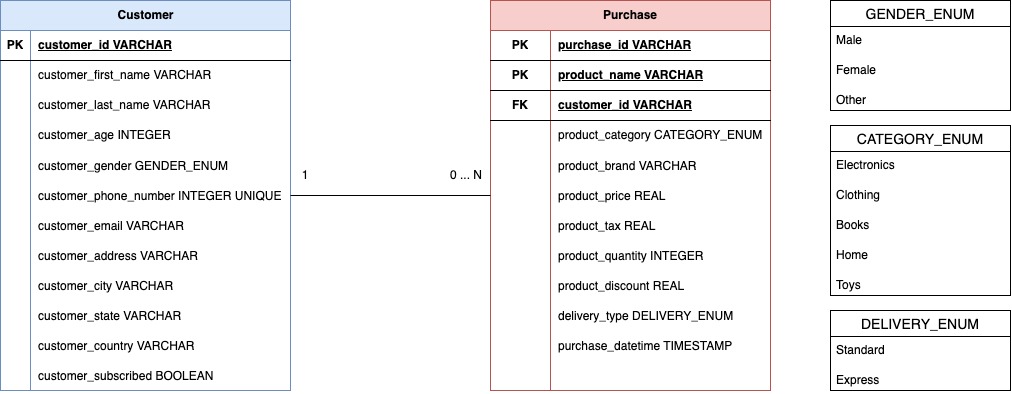 Customer
PK customer_id VARCHAR
customer_first_name VARCHAR
customer_last_name VARCHAR
customer_age INTEGER
customer_gender GENDER_ENUM
customer_phone_number INTEGER UNIQUE
customer_email VARCHAR
customer_address VARCHAR
customer_city VARCHAR
customer_state VARCHAR
customer_country VARCHAR
customer_subscribed BOOLEAN
1
0 ... N
Purchase
PK purchase_id VARCHAR
PK product_name VARCHAR
FK customer_id VARCHAR
product_category CATEGORY_ENUM
product_brand VARCHAR
product_price REAL
product_tax REAL
product_quantity INTEGER
product_discount REAL
delivery_type DELIVERY_ENUM
purchase_datetime TIMESTAMP
GENDER_ENUM
Male
Female
Other
CATEGORY_ENUM
Electronics
Clothing
Books
Home
Toys
DELIVERY_ENUM
Standard
Express